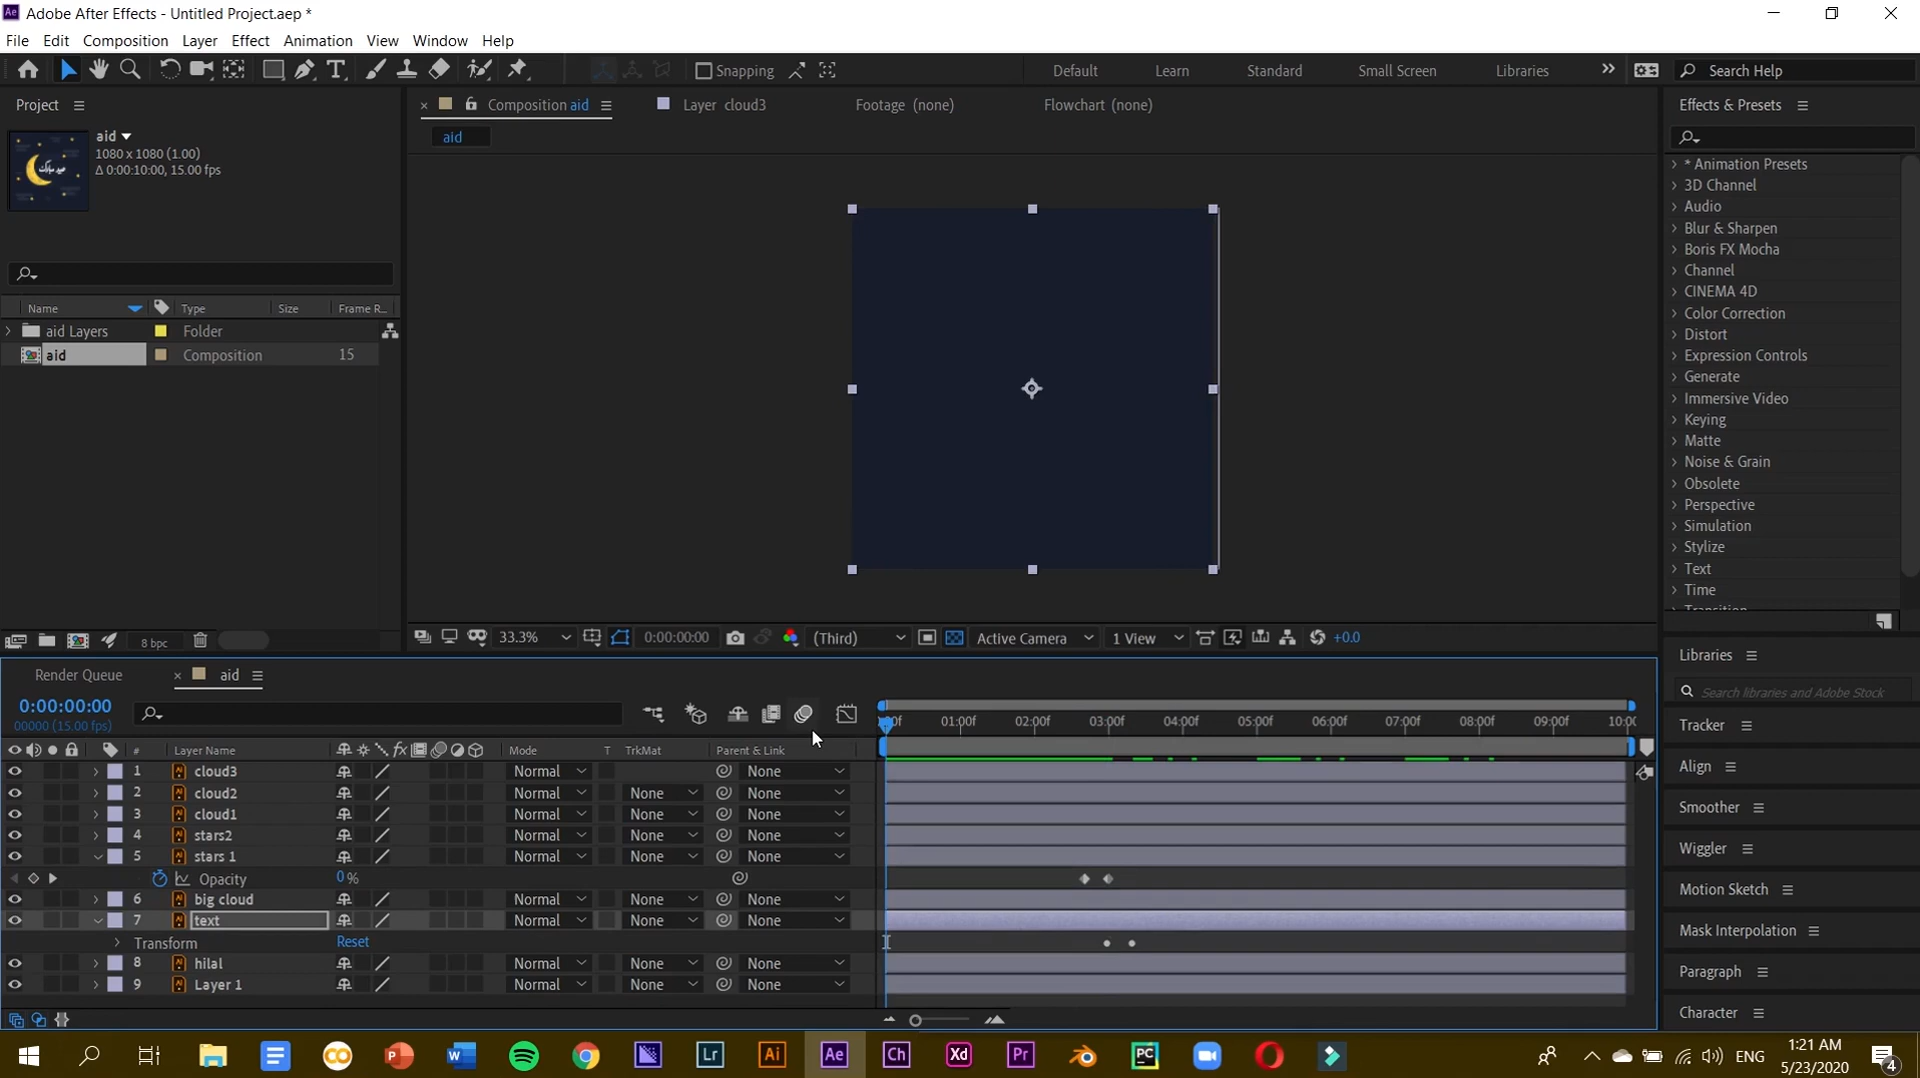 Adobe After Effects - Untitled Project.aep *
File Edit Composition Layer Effect Animation View Window Help
Snapping Default Learn Standard Small Screen Libraries Search Help
Project
aid
1080 x 1080 (1.00)
Δ 0:00:10:00, 15.00 fps
Name Type Size Frame R...
aid Layers Folder
aid Composition 15
8 bpc
Composition aid Layer cloud3 Footage (none) Flowchart (none)
aid
33.3% 0:00:00:00 (Third) Active Camera 1 View +0.0
Effects & Presets
* Animation Presets
3D Channel
Audio
Blur & Sharpen
Boris FX Mocha
Channel
CINEMA 4D
Color Correction
Distort
Expression Controls
Generate
Immersive Video
Keying
Matte
Noise & Grain
Obsolete
Perspective
Simulation
Stylize
Text
Time
Transition
Libraries
Search libraries and Adobe Stock
Tracker
Align
Smoother
Wiggler
Motion Sketch
Mask Interpolation
Paragraph
Character
Render Queue aid
0:00:00:00
00000 (15.00 fps)
01:00f 02:00f 03:00f 04:00f 05:00f 06:00f 07:00f 08:00f 09:00f
# Layer Name Mode T TrkMat Parent & Link
1 cloud3 Normal None
2 cloud2 Normal None None
3 cloud1 Normal None None
4 stars2 Normal None None
5 stars 1 Normal None None
Opacity 0 %
6 big cloud Normal None None
7 text Normal None None
Transform Reset
8 hilal Normal None None
9 Layer 1 Normal None None
W Lr Ai Ae Ch Xd Pr PC
ENG
1:21 AM
5/23/2020
4